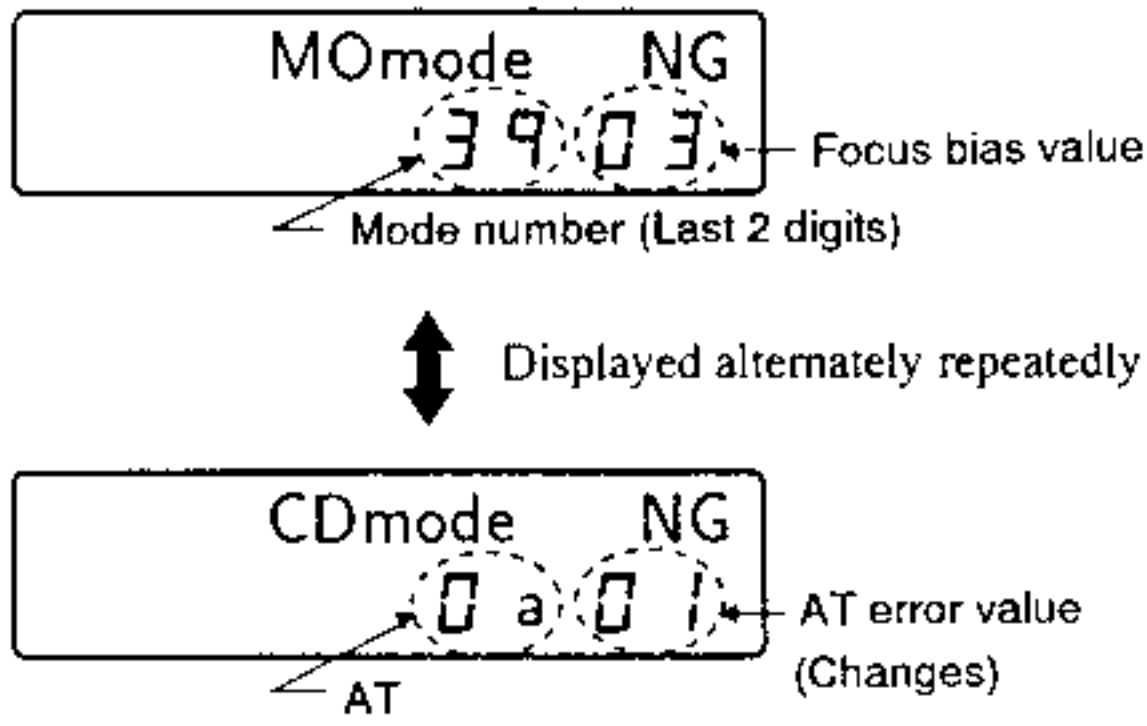 MOmode NG
39 03
Focus bias value
Mode number (Last 2 digits)
Displayed alternately repeatedly
CDmode NG
0a 01
AT error value
(Changes)
AT